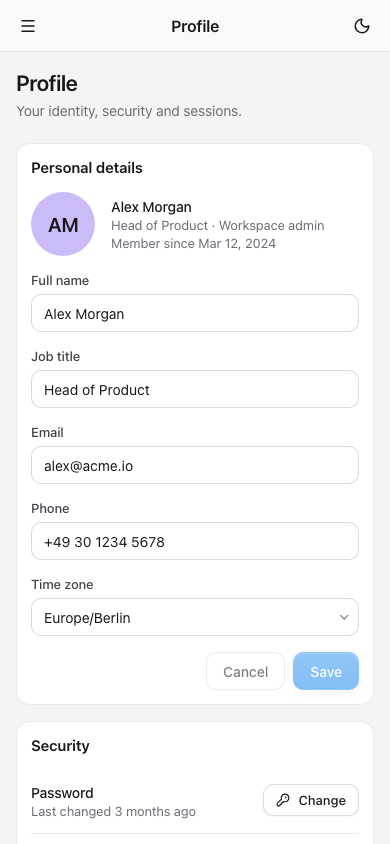 Profile
Profile
Your identity, security and sessions.
Personal details
AM
Alex Morgan
Head of Product · Workspace admin
Member since Mar 12, 2024
Full name
Alex Morgan
Job title
Head of Product
Email
alex@acme.io
Phone
+49 30 1234 5678
Time zone
Europe/Berlin
Cancel
Save
Security
Password
Last changed 3 months ago
Change